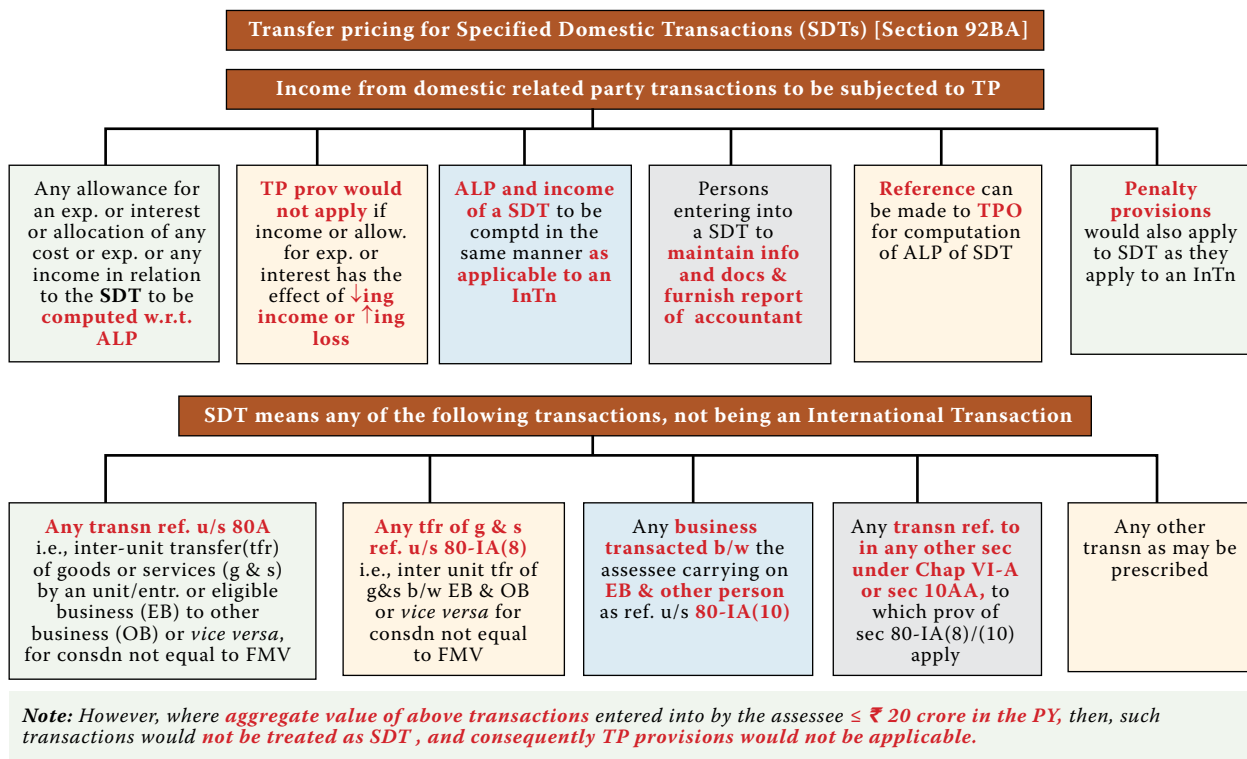 Transfer pricing for Specified Domestic Transactions (SDTs) [Section 92BA]
Income from domestic related party transactions to be subjected to TP
Any allowance for
an exp. or interest
or allocation of any
cost or exp. or any
income in relation
to the SDT to be
computed w.r.t.
ALP
TP prov would
not apply if
income or allow.
for exp. or
interest has the
effect of ↓ing
income or ↑ing
loss
ALP and income
of a SDT to be
comptd in the
same manner as
applicable to an
InTn
Persons
entering into
a SDT to
maintain info
and docs &
furnish report
of accountant
Reference can
be made to TPO
for computation
of ALP of SDT
Penalty
provisions
would also apply
to SDT as they
apply to an InTn
SDT means any of the following transactions, not being an International Transaction
Any transn ref. u/s 80A
i.e., inter-unit transfer(tfr)
of goods or services (g & s)
by an unit/entr. or eligible
business (EB) to other
business (OB) or vice versa,
for consdn not equal to FMV
Any tfr of g & s
ref. u/s 80-IA(8)
i.e., inter unit tfr of
g&s b/w EB & OB
or vice versa for
consdn not equal
to FMV
Any business
transacted b/w the
assessee carrying on
EB & other person
as ref. u/s 80-IA(10)
Any transn ref. to
in any other sec
under Chap VI-A
or sec 10AA, to
which prov of
sec 80-IA(8)/(10)
apply
Any other
transn as may be
prescribed
Note: However, where aggregate value of above transactions entered into by the assessee ≤ ₹ 20 crore in the PY, then, such
transactions would not be treated as SDT , and consequently TP provisions would not be applicable.